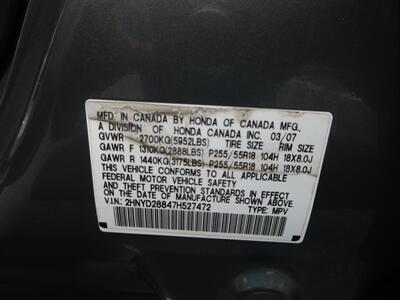 MFD. IN CANADA BY HONDA OF CANADA MFG.
A DIVISION OF HONDA CANADA INC. 03/07
GVWR 2700KG(5952LBS) TIRE SIZE RIM SIZE
GAWR F 1310KG(2888LBS) P255/55R18 104H 18X8.0J
GAWR R 1440KG(3175LBS) P255/55R18 104H 18X8.0J
THIS VEHICLE CONFORMS TO ALL APPLICABLE
FEDERAL MOTOR VEHICLE SAFETY AND THEFT
PREVENTION STANDARDS IN EFFECT ON THE
DATE OF MANUFACTURE SHOWN ABOVE.
V.I.N.: 2HNYD28847H527472 TYPE: MPV